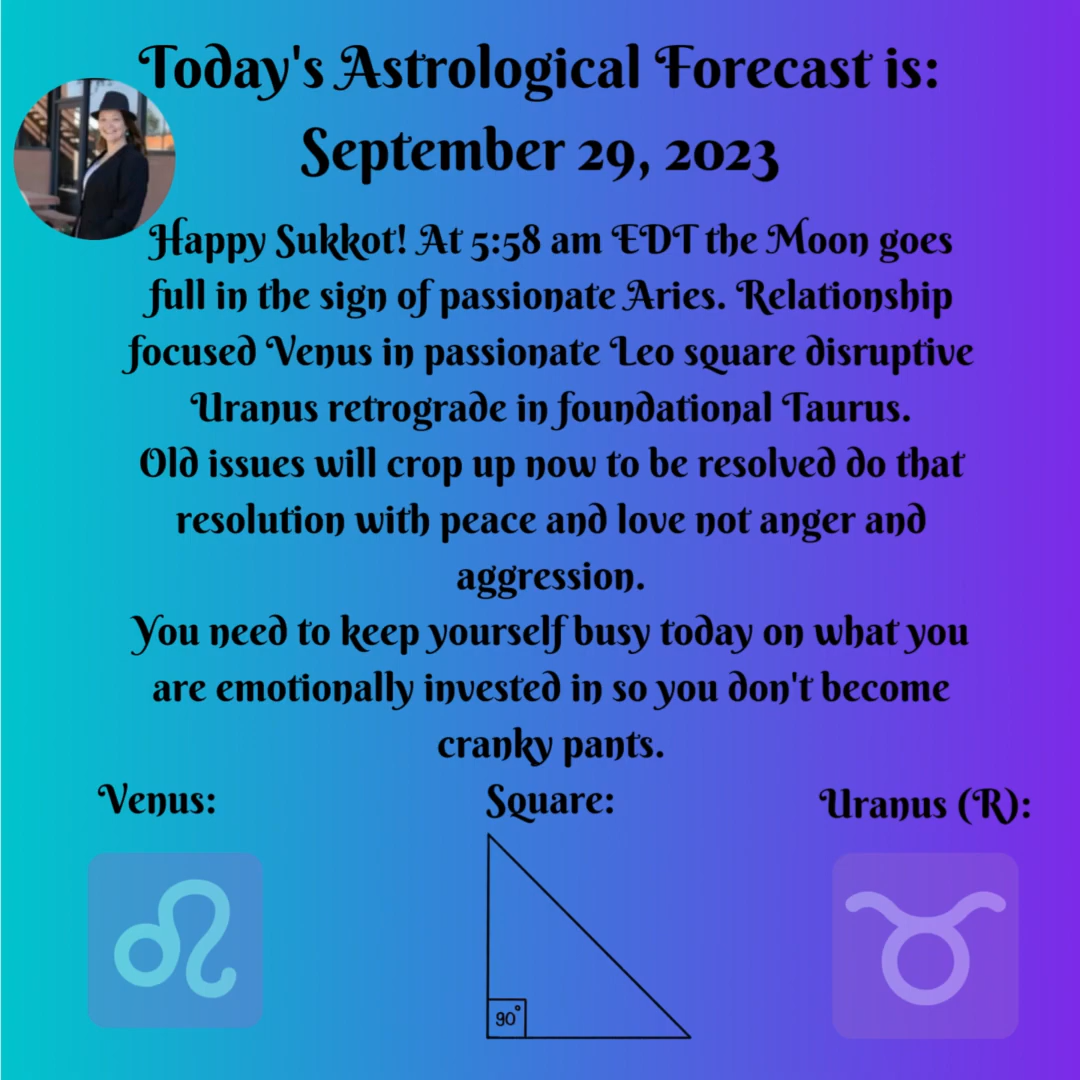 Today's Astrological Forecast is:
September 29, 2023
Happy Sukkot! At 5:58 am EDT the Moon goes
full in the sign of passionate Aries. Relationship
focused Venus in passionate Leo square disruptive
Uranus retrograde in foundational Taurus.
Old issues will crop up now to be resolved do that
resolution with peace and love not anger and
aggression.
You need to keep yourself busy today on what you
are emotionally invested in so you don't become
cranky pants.
Venus:
Square:
Uranus (R):
♌
90°
♉